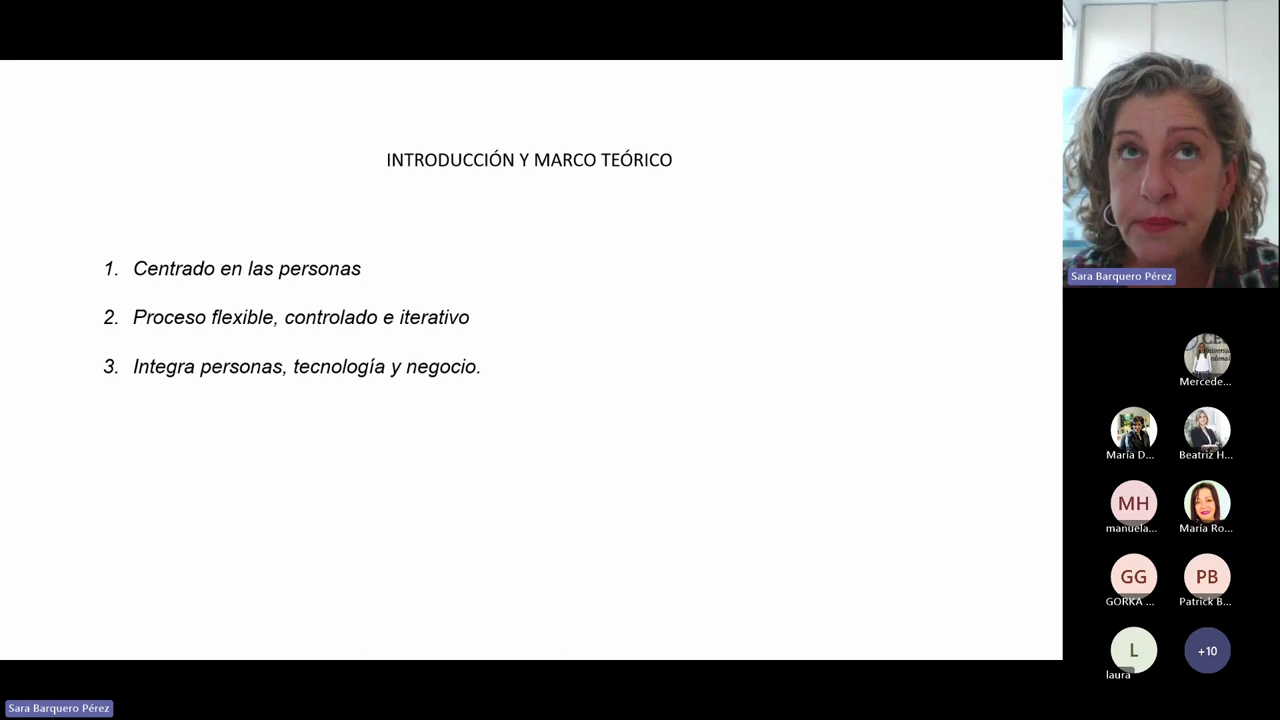 INTRODUCCIÓN Y MARCO TEÓRICO
1. Centrado en las personas
2. Proceso flexible, controlado e iterativo
3. Integra personas, tecnología y negocio.
Sara Barquero Pérez
Mercede...
María D...
Beatriz H...
MH
manuela...
María Ro...
GG
GORKA ...
PB
Patrick B...
L
laura
+10
Sara Barquero Pérez